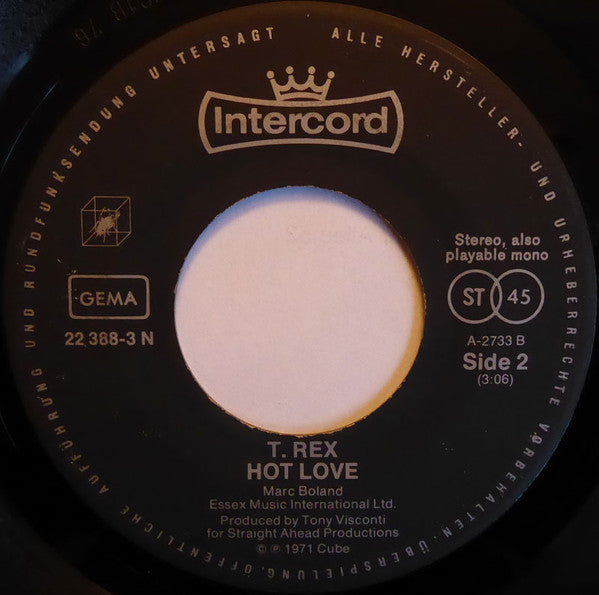 ALLE HERSTELLER- UND URHEBERRECHTE VORBEHALTEN. ÜBERSPIELUNG, ÖFFENTLICHE AUFFÜHRUNG UND RUNDFUNKSENDUNG UNTERSAGT
Intercord
Stereo, also
playable mono
GEMA
ST 45
22 388-3 N
A-2733 B
Side 2
(3:06)
T. REX
HOT LOVE
Marc Boland
Essex Music International Ltd.
Produced by Tony Visconti
for Straight Ahead Productions
© ℗ 1971 Cube